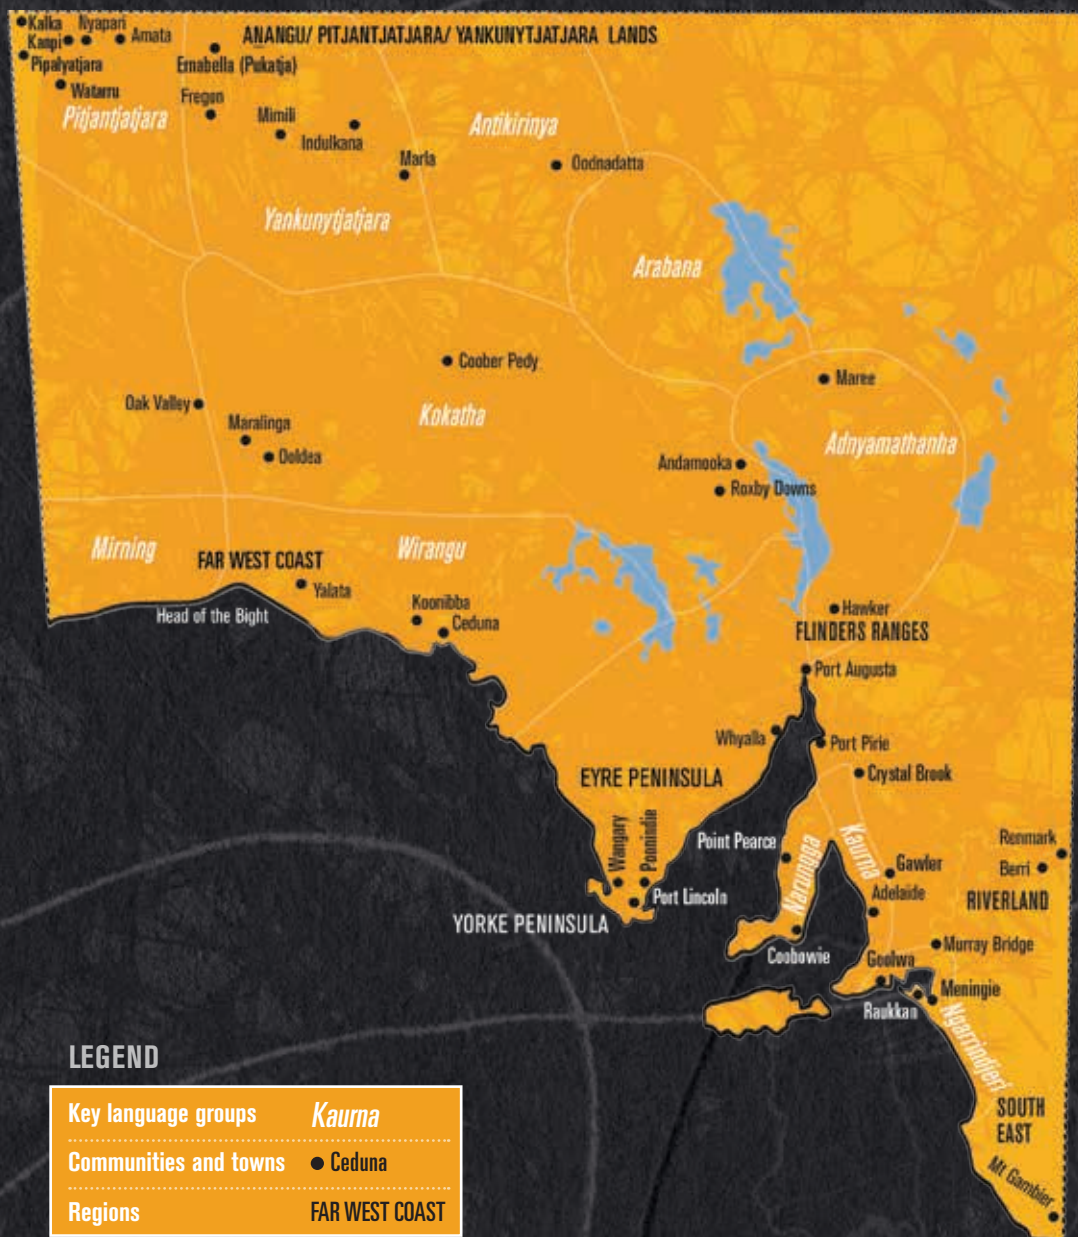 Kalka
Nyapari
Kanpi
Amata
ANANGU/ PITJANTJATJARA/ YANKUNYTJATJARA LANDS
Pipalyatjara
Ernabella (Pukatja)
Watarru
Fregon
Pitjantjatjara
Mimili
Antikirinya
Indulkana
Marla
Oodnadatta
Yankunytjatjara
Arabana
Coober Pedy
Maree
Oak Valley
Kokatha
Maralinga
Adnyamathanha
Ooldea
Andamooka
Roxby Downs
Mirning
Wirangu
FAR WEST COAST
Yalata
Koonibba
Hawker
Head of the Bight
Ceduna
FLINDERS RANGES
Port Augusta
Whyalla
Port Pirie
Crystal Brook
EYRE PENINSULA
Wangary
Poonindie
Point Pearce
Narungga
Kaurna
Renmark
Gawler
Berri
Adelaide
RIVERLAND
Port Lincoln
YORKE PENINSULA
Murray Bridge
Coobowie
Goolwa
Meningie
Raukkan
Ngarrindjeri
SOUTH
EAST
Mt Gambier
LEGEND
Key language groups Kaurna
Communities and towns Ceduna
Regions FAR WEST COAST